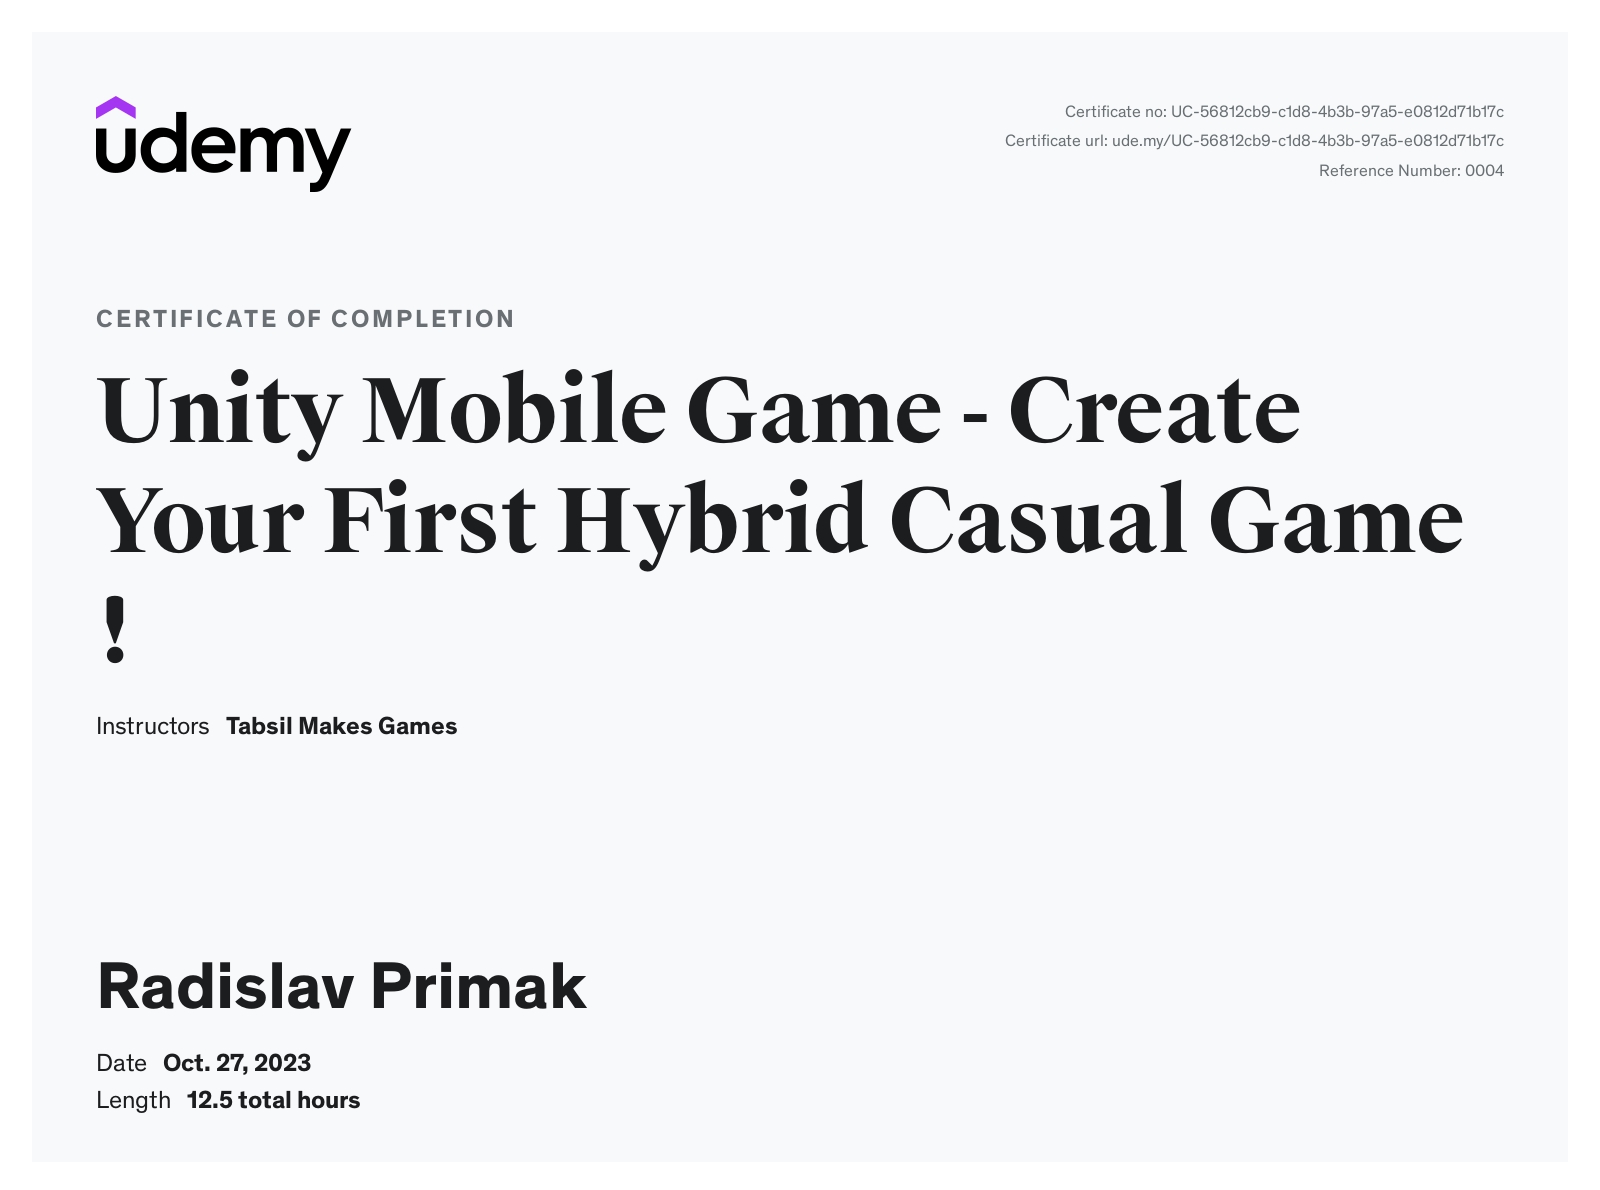 udemy
Certificate no: UC-56812cb9-c1d8-4b3b-97a5-e0812d71b17c
Certificate url: ude.my/UC-56812cb9-c1d8-4b3b-97a5-e0812d71b17c
Reference Number: 0004
CERTIFICATE OF COMPLETION
Unity Mobile Game - Create
Your First Hybrid Casual Game
!
Instructors Tabsil Makes Games
Radislav Primak
Date Oct. 27, 2023
Length 12.5 total hours